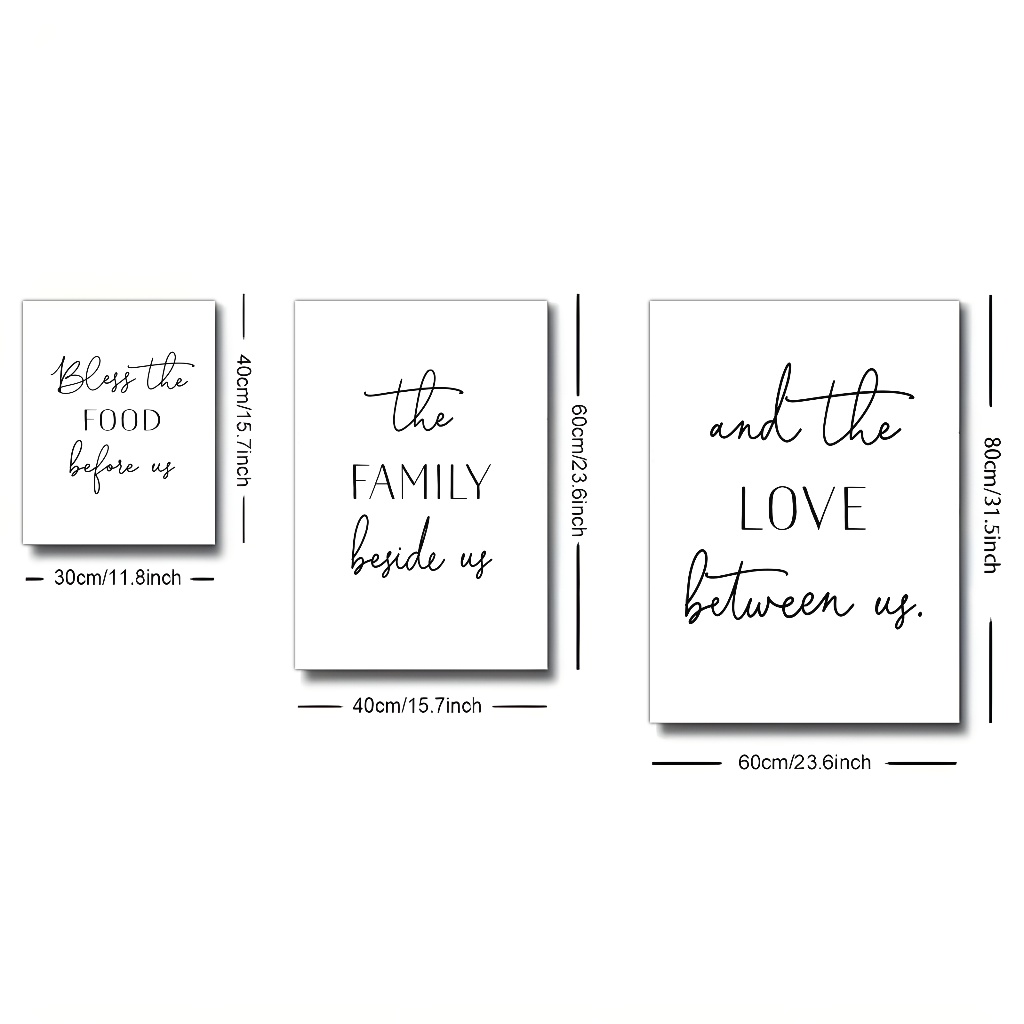 Bless the
FOOD
before us
40cm/15.7inch
30cm/11.8inch
the
FAMILY
beside us
60cm/23.6inch
40cm/15.7inch
and the
LOVE
between us.
80cm/31.5inch
60cm/23.6inch